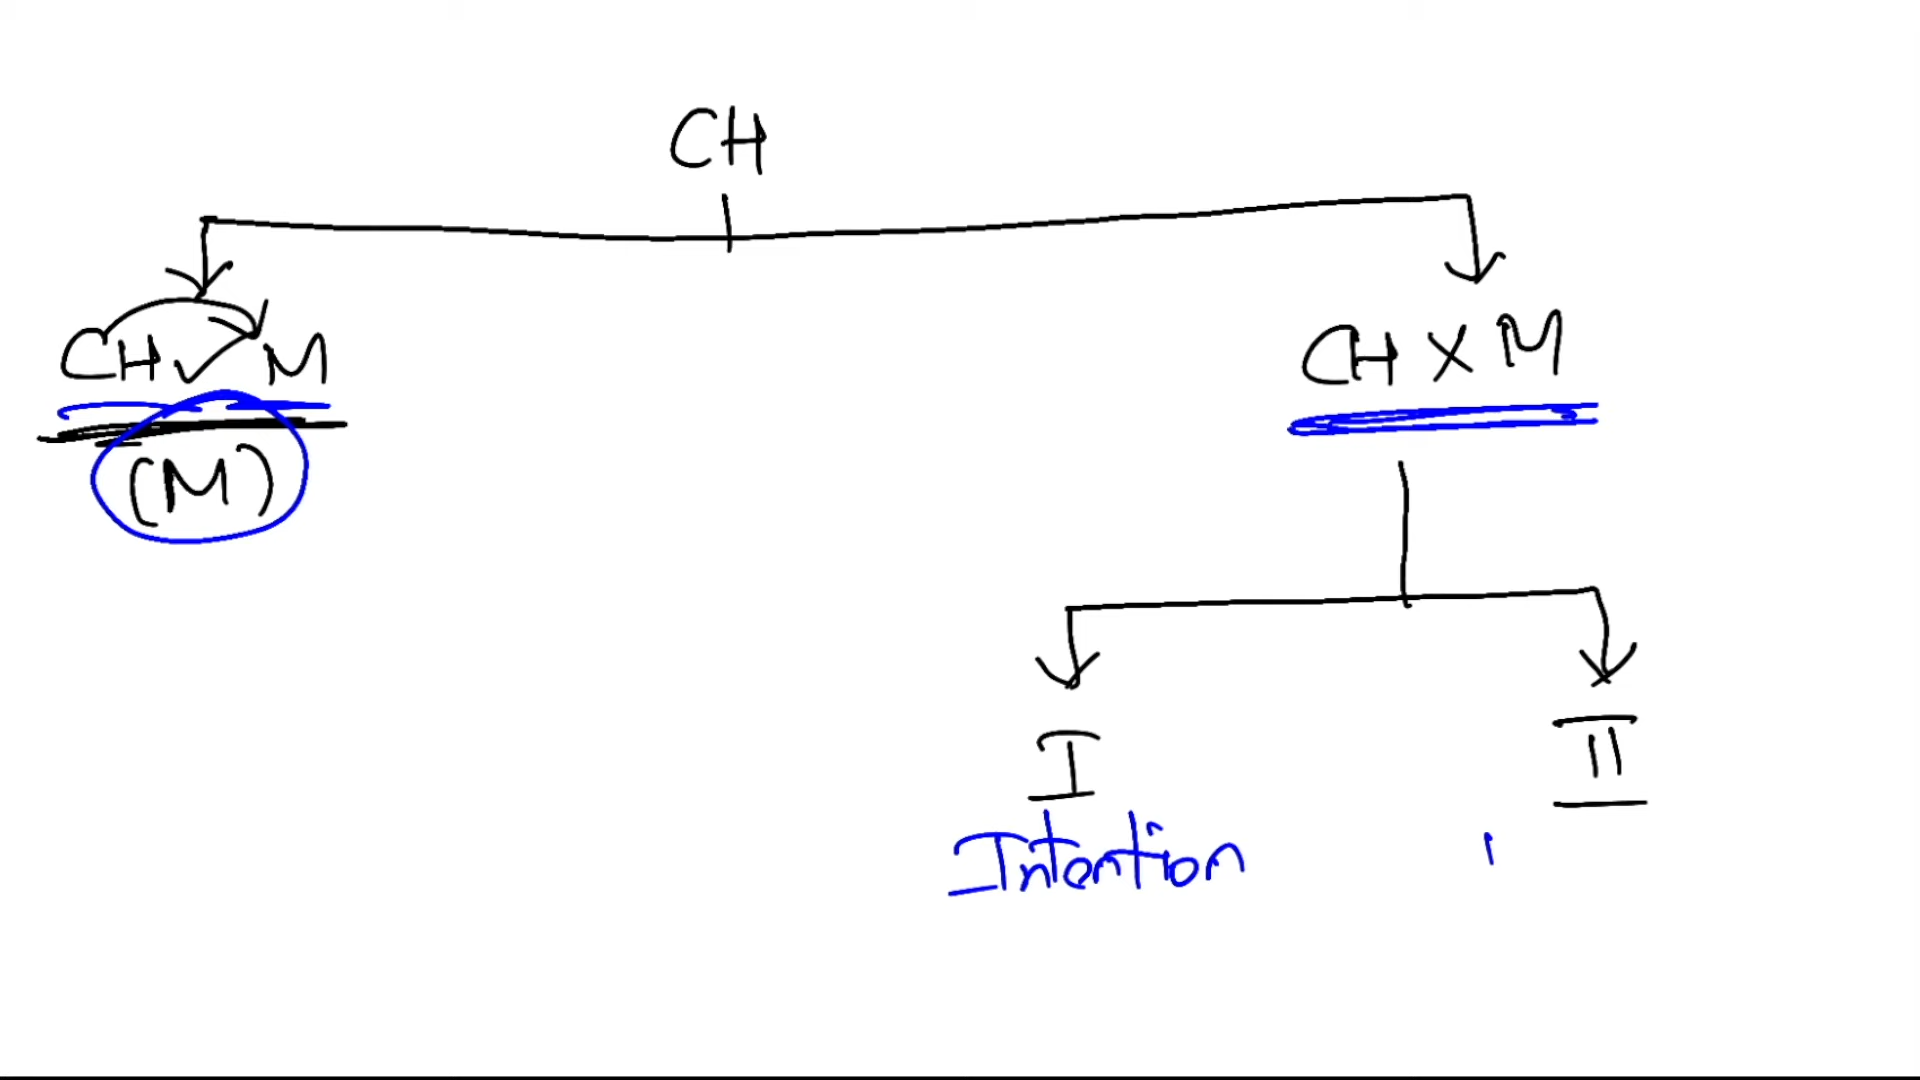 CH
CH ✓ M
CH X M
(M)
I
II
Intention